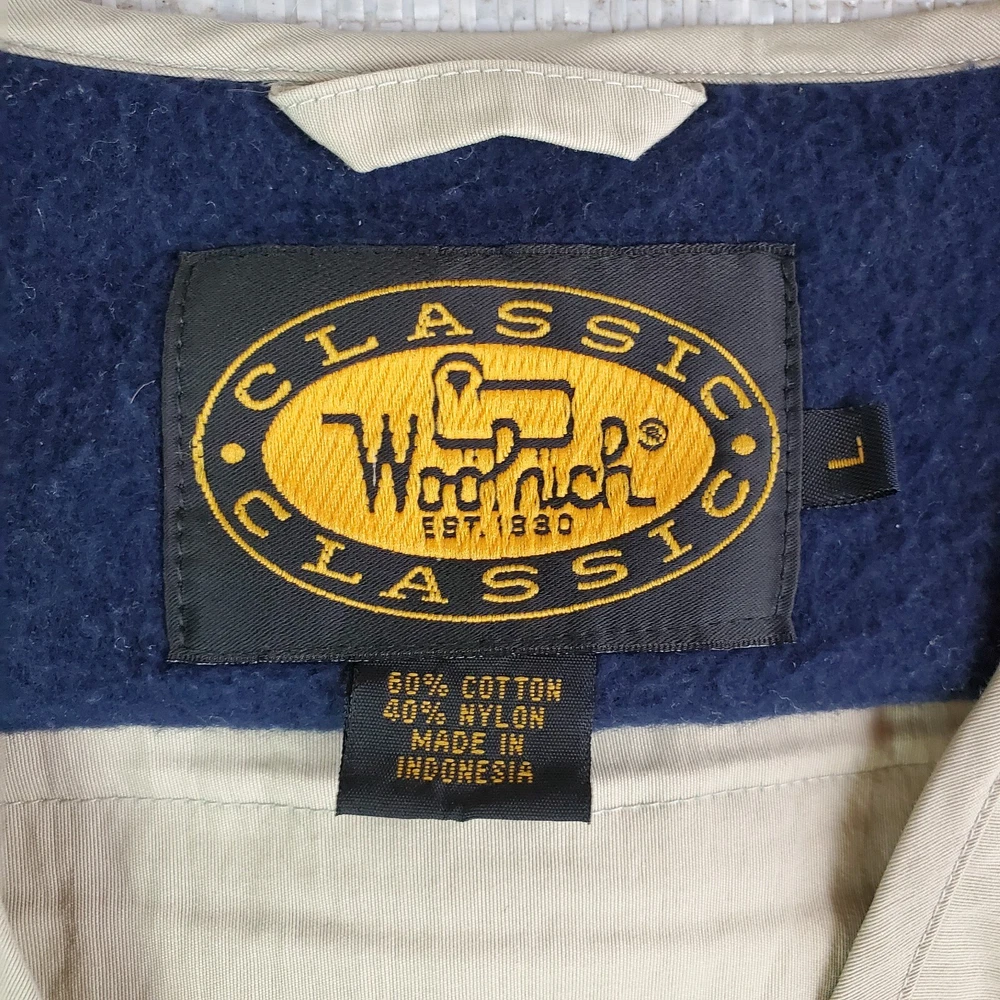 CLASSIC
Woolrich®
EST. 1830
CLASSIC
L
60% COTTON
40% NYLON
MADE IN
INDONESIA